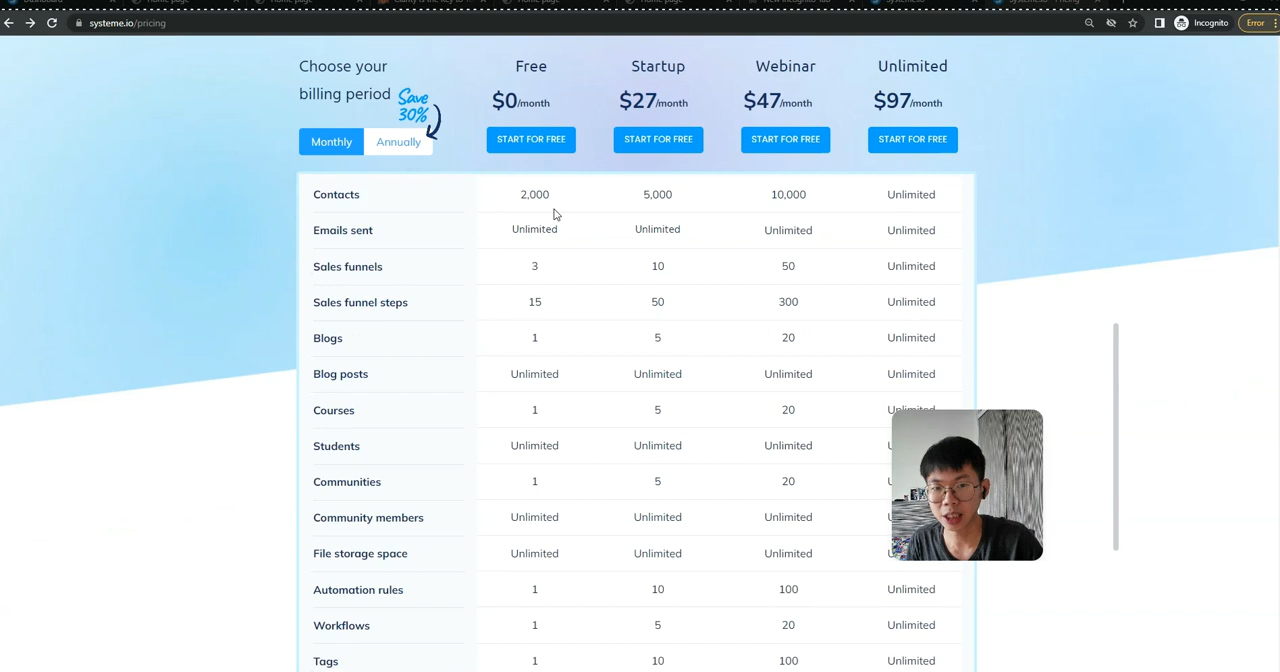 systeme.io/pricing
Incognito
Error
Choose your
billing period
Save
30%
Monthly
Annually
Free
Startup
Webinar
Unlimited
$0/month
$27/month
$47/month
$97/month
START FOR FREE
START FOR FREE
START FOR FREE
START FOR FREE
Contacts 2,000 5,000 10,000 Unlimited
Emails sent Unlimited Unlimited Unlimited Unlimited
Sales funnels 3 10 50 Unlimited
Sales funnel steps 15 50 300 Unlimited
Blogs 1 5 20 Unlimited
Blog posts Unlimited Unlimited Unlimited Unlimited
Courses 1 5 20 Unlimited
Students Unlimited Unlimited Unlimited
Communities 1 5 20
Community members Unlimited Unlimited Unlimited
File storage space Unlimited Unlimited Unlimited
Automation rules 1 10 100 Unlimited
Workflows 1 5 20 Unlimited
Tags 1 10 100 Unlimited